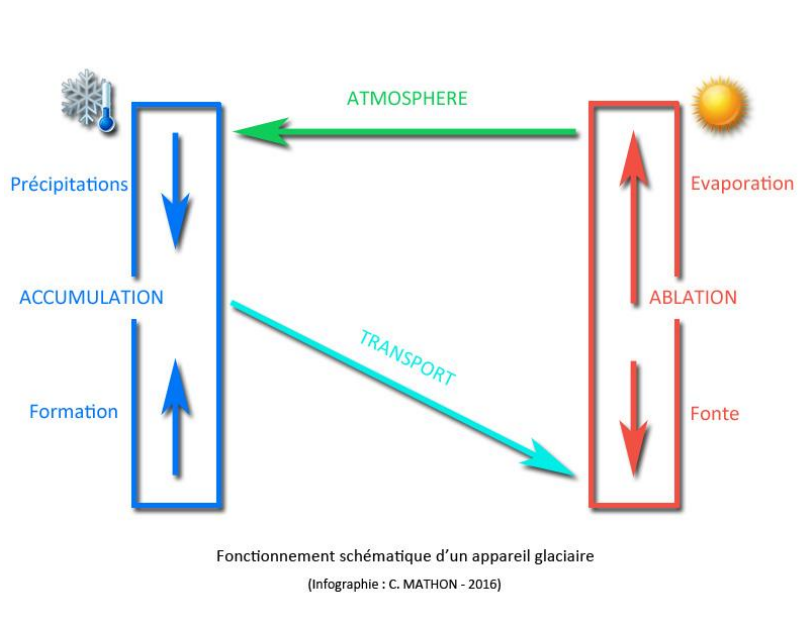 ATMOSPHERE
Précipitations
Evaporation
ACCUMULATION
ABLATION
TRANSPORT
Formation
Fonte
Fonctionnement schématique d'un appareil glaciaire
(Infographie : C. MATHON - 2016)